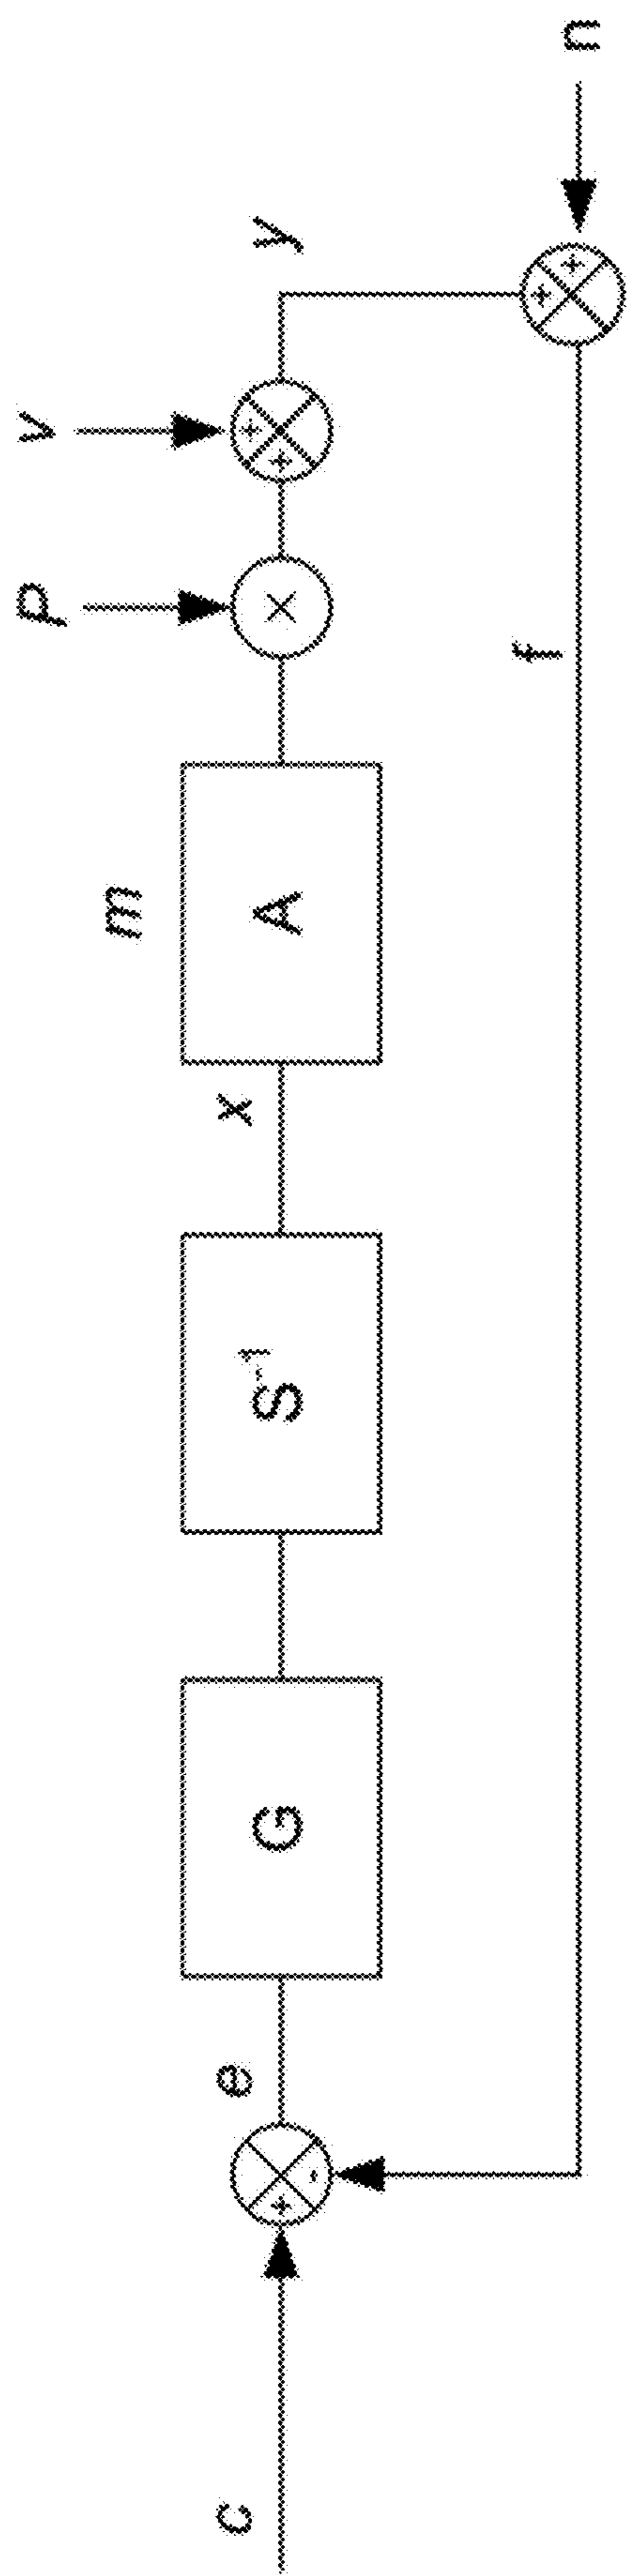 P
v
m
c
e
x
y
+
-
G
S⁻¹
A
×
+
+
f
+
+
n